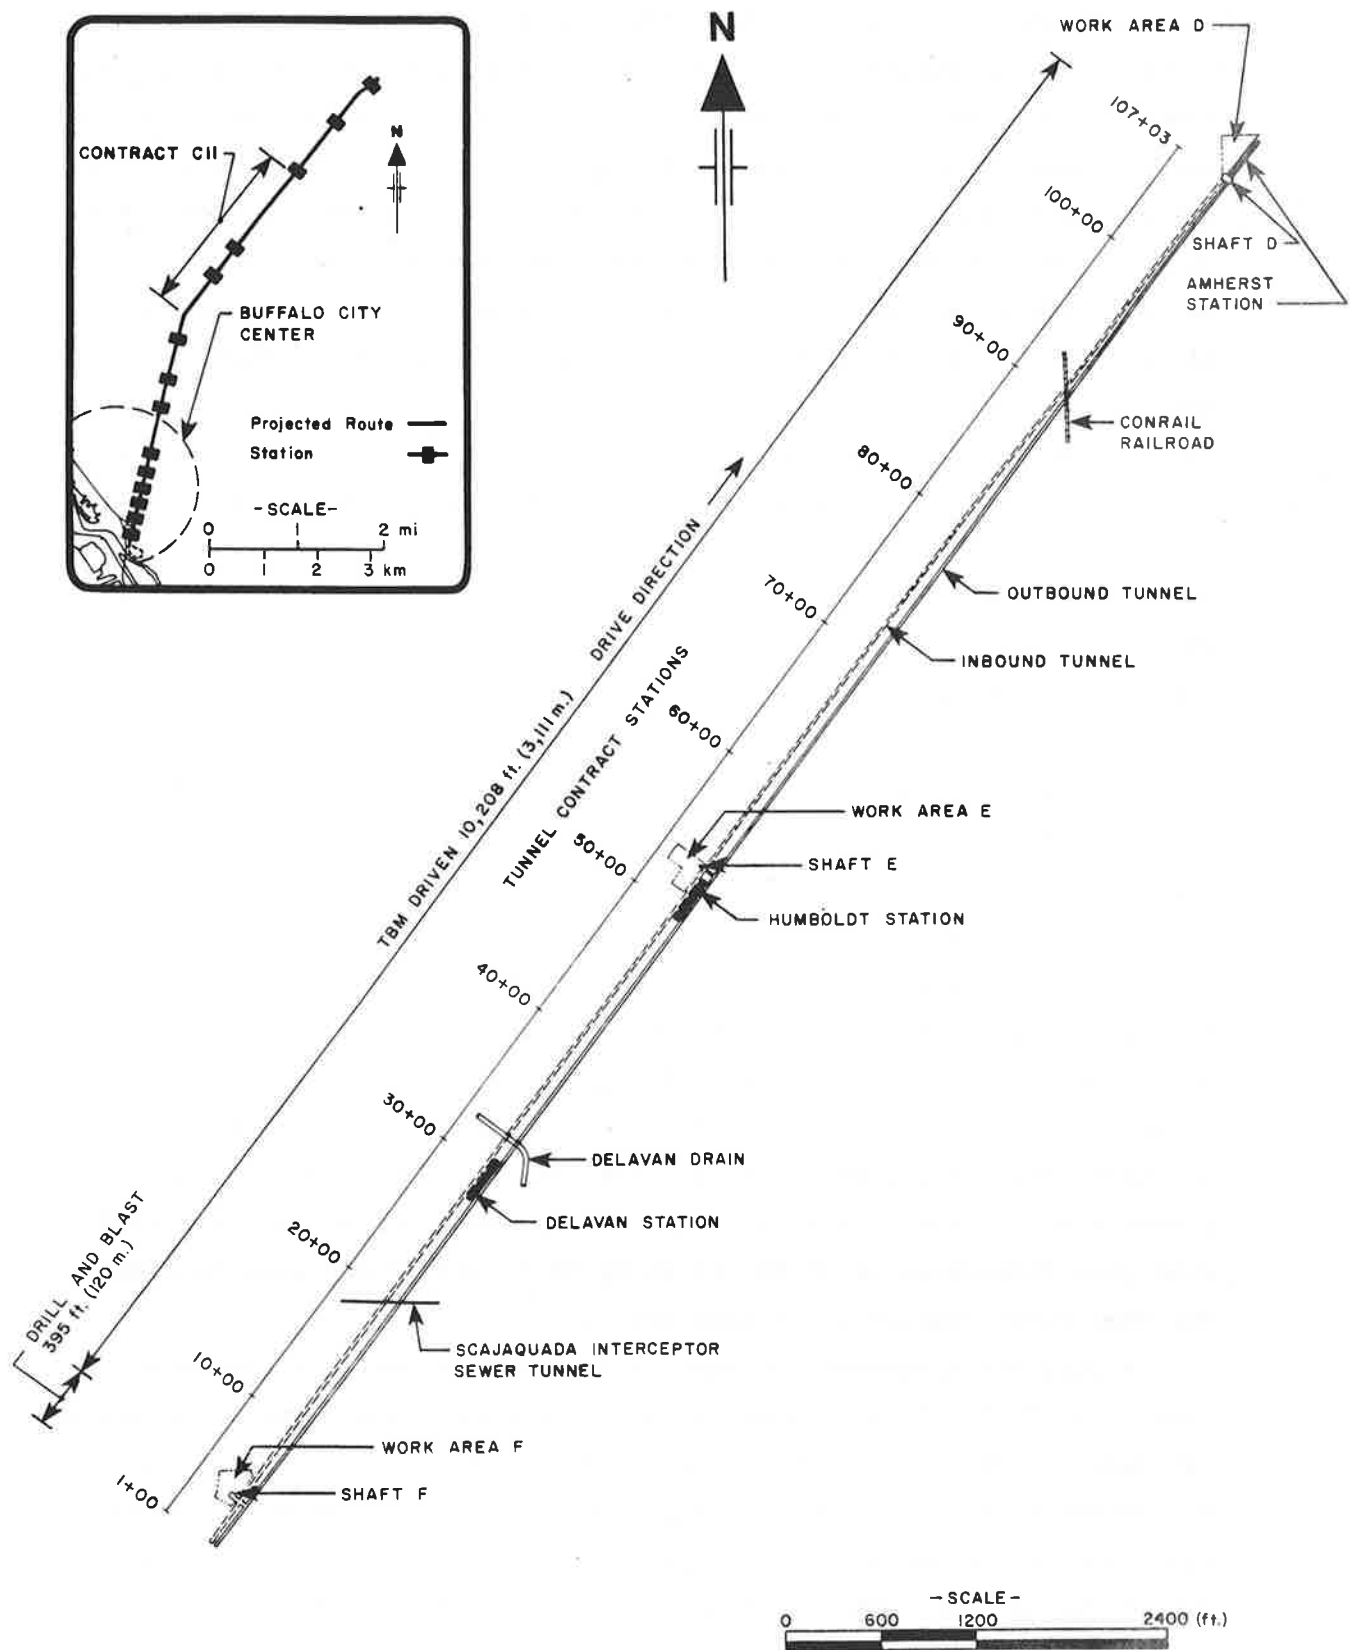 N
CONTRACT C11
N
BUFFALO CITY
CENTER
Projected Route
Station
-SCALE-
0 1 2 mi
0 1 2 3 km
N
WORK AREA D
107+03
100+00
SHAFT D
AMHERST
STATION
90+00
CONRAIL
RAILROAD
80+00
OUTBOUND TUNNEL
70+00
INBOUND TUNNEL
TBM DRIVEN 10,208 ft. (3,111 m.) DRIVE DIRECTION
TUNNEL CONTRACT STATIONS
60+00
WORK AREA E
50+00
SHAFT E
HUMBOLDT STATION
40+00
30+00
DELAVAN DRAIN
DELAVAN STATION
20+00
DRILL AND BLAST
395 ft. (120 m.)
SCAJAQUADA INTERCEPTOR
SEWER TUNNEL
10+00
WORK AREA F
1+00
SHAFT F
-SCALE-
0 600 1200 2400 (ft.)